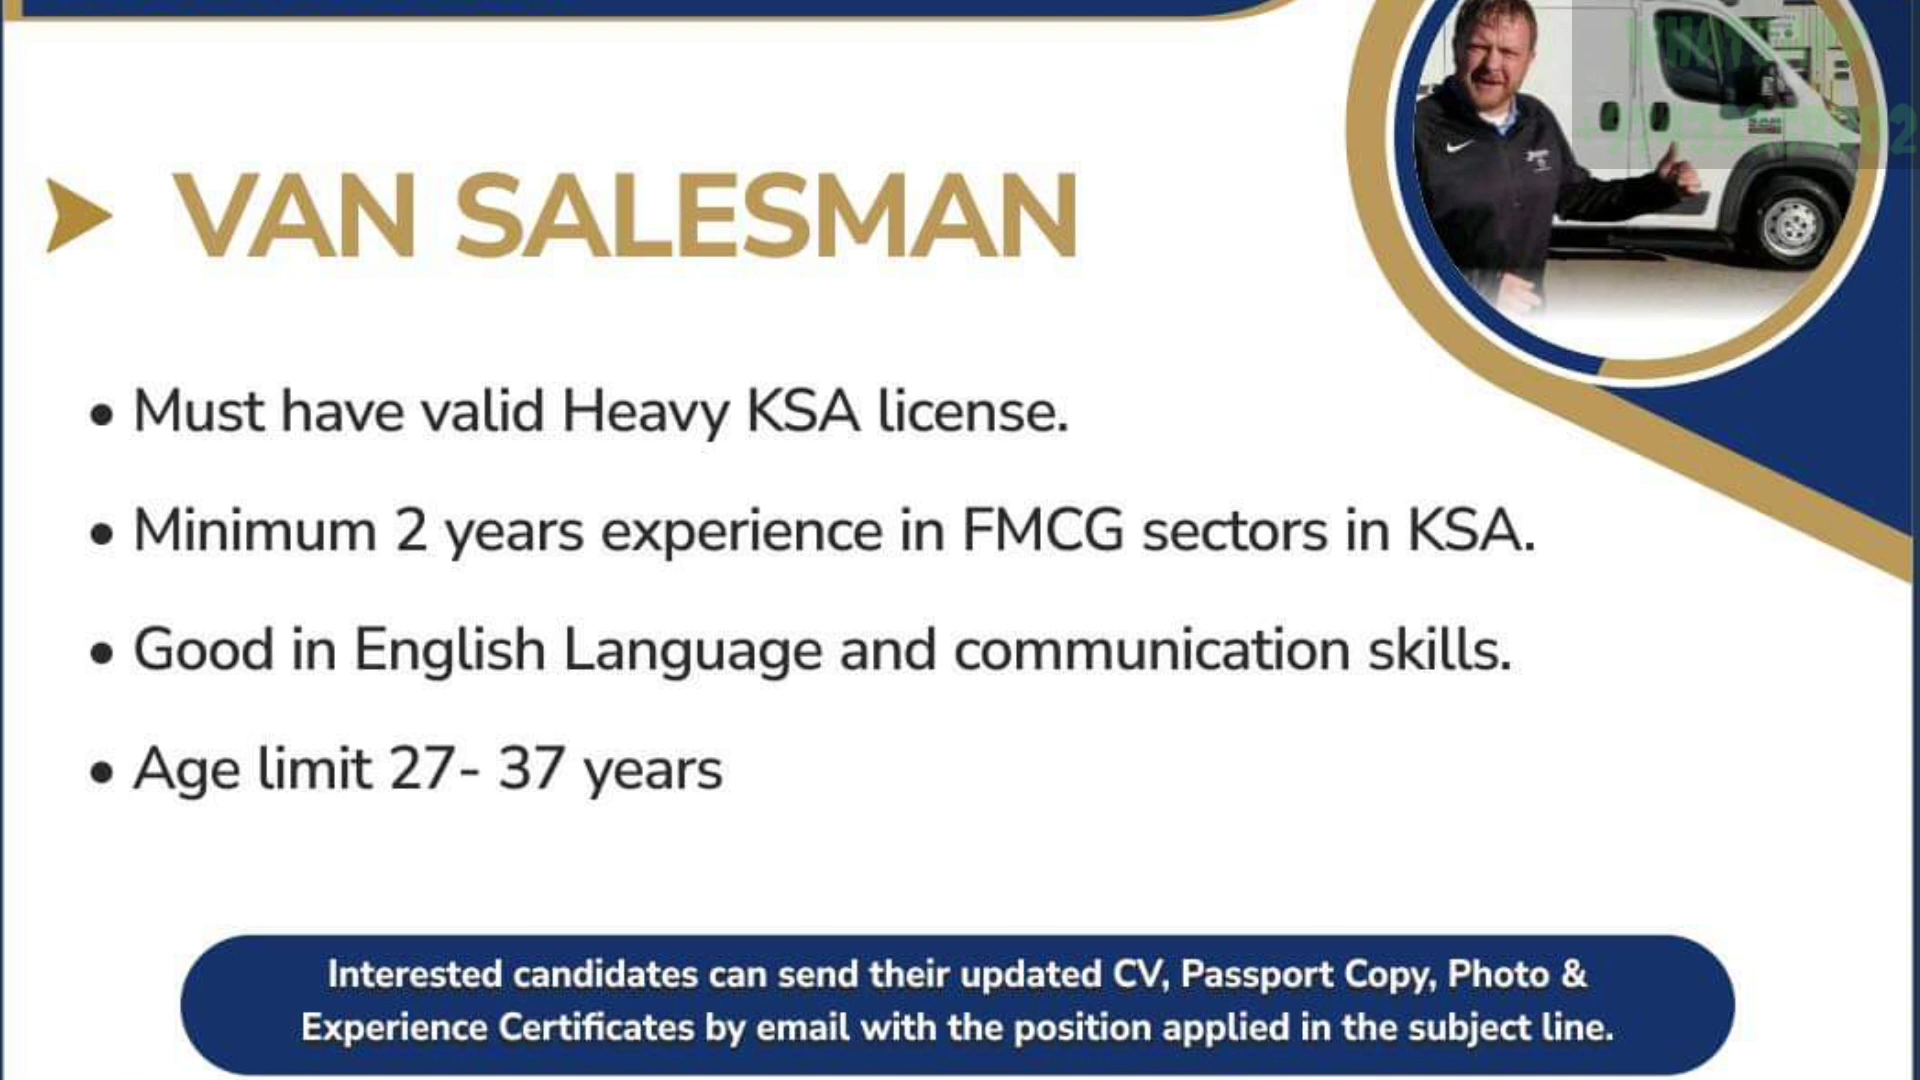 VAN SALESMAN
• Must have valid Heavy KSA license.
• Minimum 2 years experience in FMCG sectors in KSA.
• Good in English Language and communication skills.
• Age limit 27- 37 years
Interested candidates can send their updated CV, Passport Copy, Photo &
Experience Certificates by email with the position applied in the subject line.